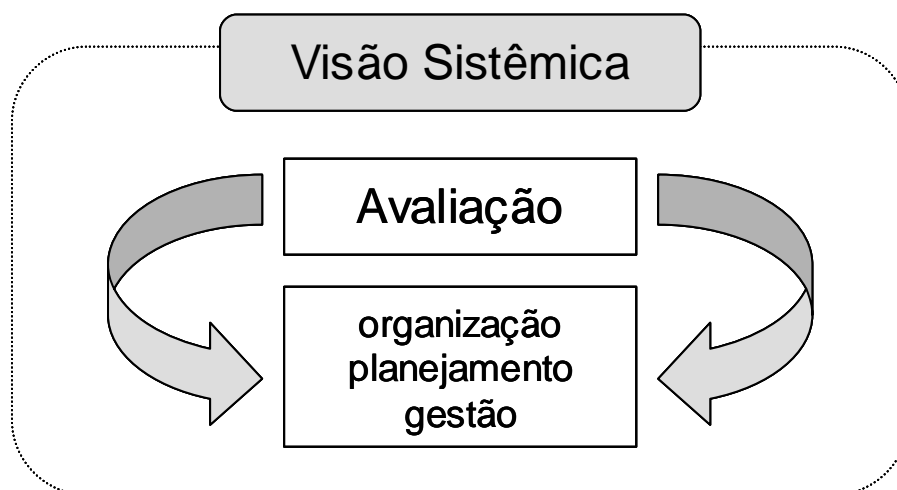 Visão Sistêmica
Avaliação
organização
planejamento
gestão